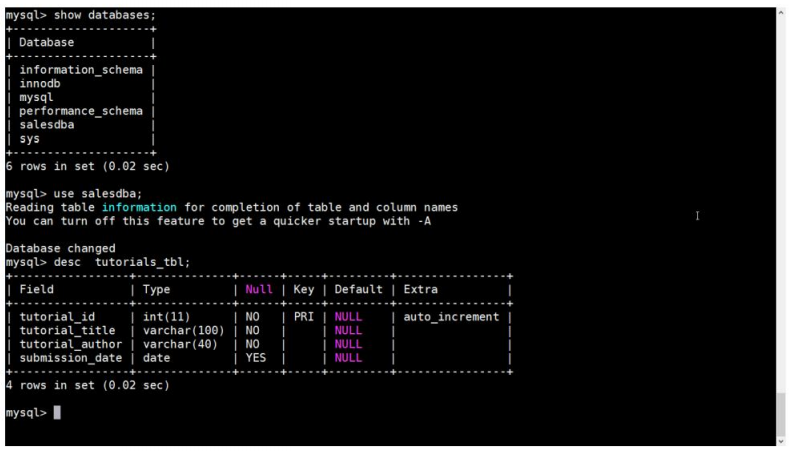 mysql> show databases;
+--------------------+
| Database           |
+--------------------+
| information_schema |
| innodb             |
| mysql              |
| performance_schema |
| salesdba           |
| sys                |
+--------------------+
6 rows in set (0.02 sec)
mysql> use salesdba;
Reading table information for completion of table and column names
You can turn off this feature to get a quicker startup with -A
Database changed
mysql> desc  tutorials_tbl;
+-----------------+--------------+------+-----+---------+----------------+
| Field           | Type         | Null | Key | Default | Extra          |
+-----------------+--------------+------+-----+---------+----------------+
| tutorial_id     | int(11)      | NO   | PRI | NULL    | auto_increment |
| tutorial_title  | varchar(100) | NO   |     | NULL    |                |
| tutorial_author | varchar(40)  | NO   |     | NULL    |                |
| submission_date | date         | YES  |     | NULL    |                |
+-----------------+--------------+------+-----+---------+----------------+
4 rows in set (0.02 sec)
mysql>